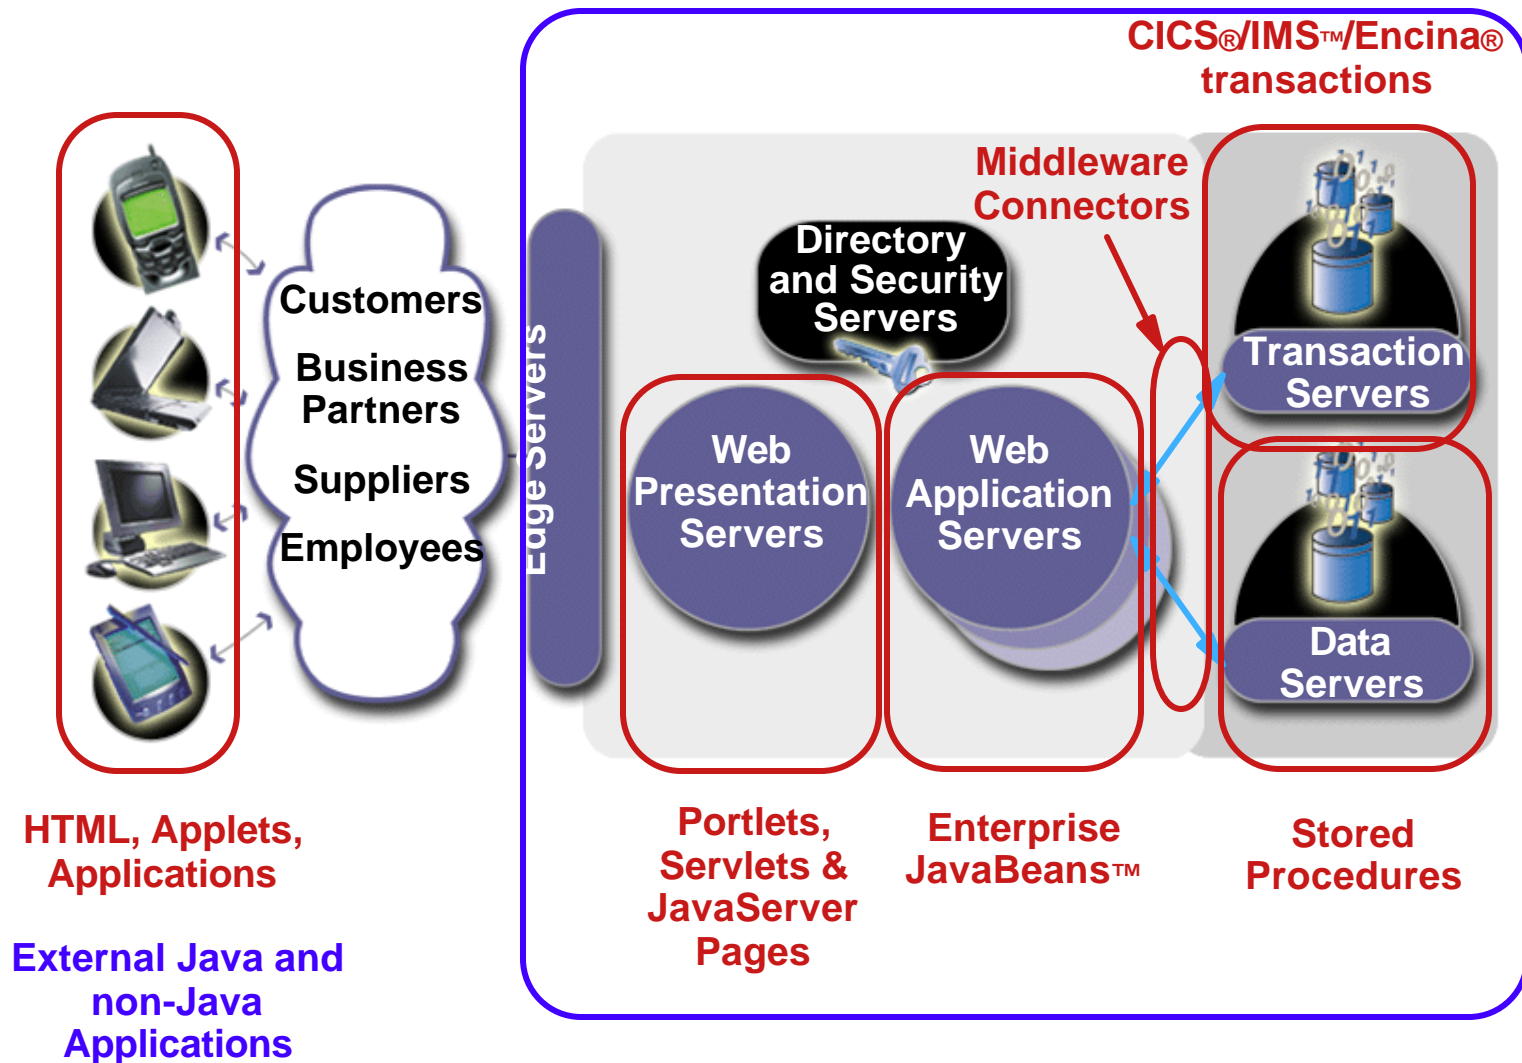 CICS®/IMS™/Encina®
transactions
Middleware
Connectors
Directory
and Security
Servers
Customers
Business
Partners
Suppliers
Employees
Edge Servers
Web
Presentation
Servers
Web
Application
Servers
Transaction
Servers
Data
Servers
HTML, Applets,
Applications
Portlets,
Servlets &
JavaServer
Pages
Enterprise
JavaBeans™
Stored
Procedures
External Java and
non-Java
Applications